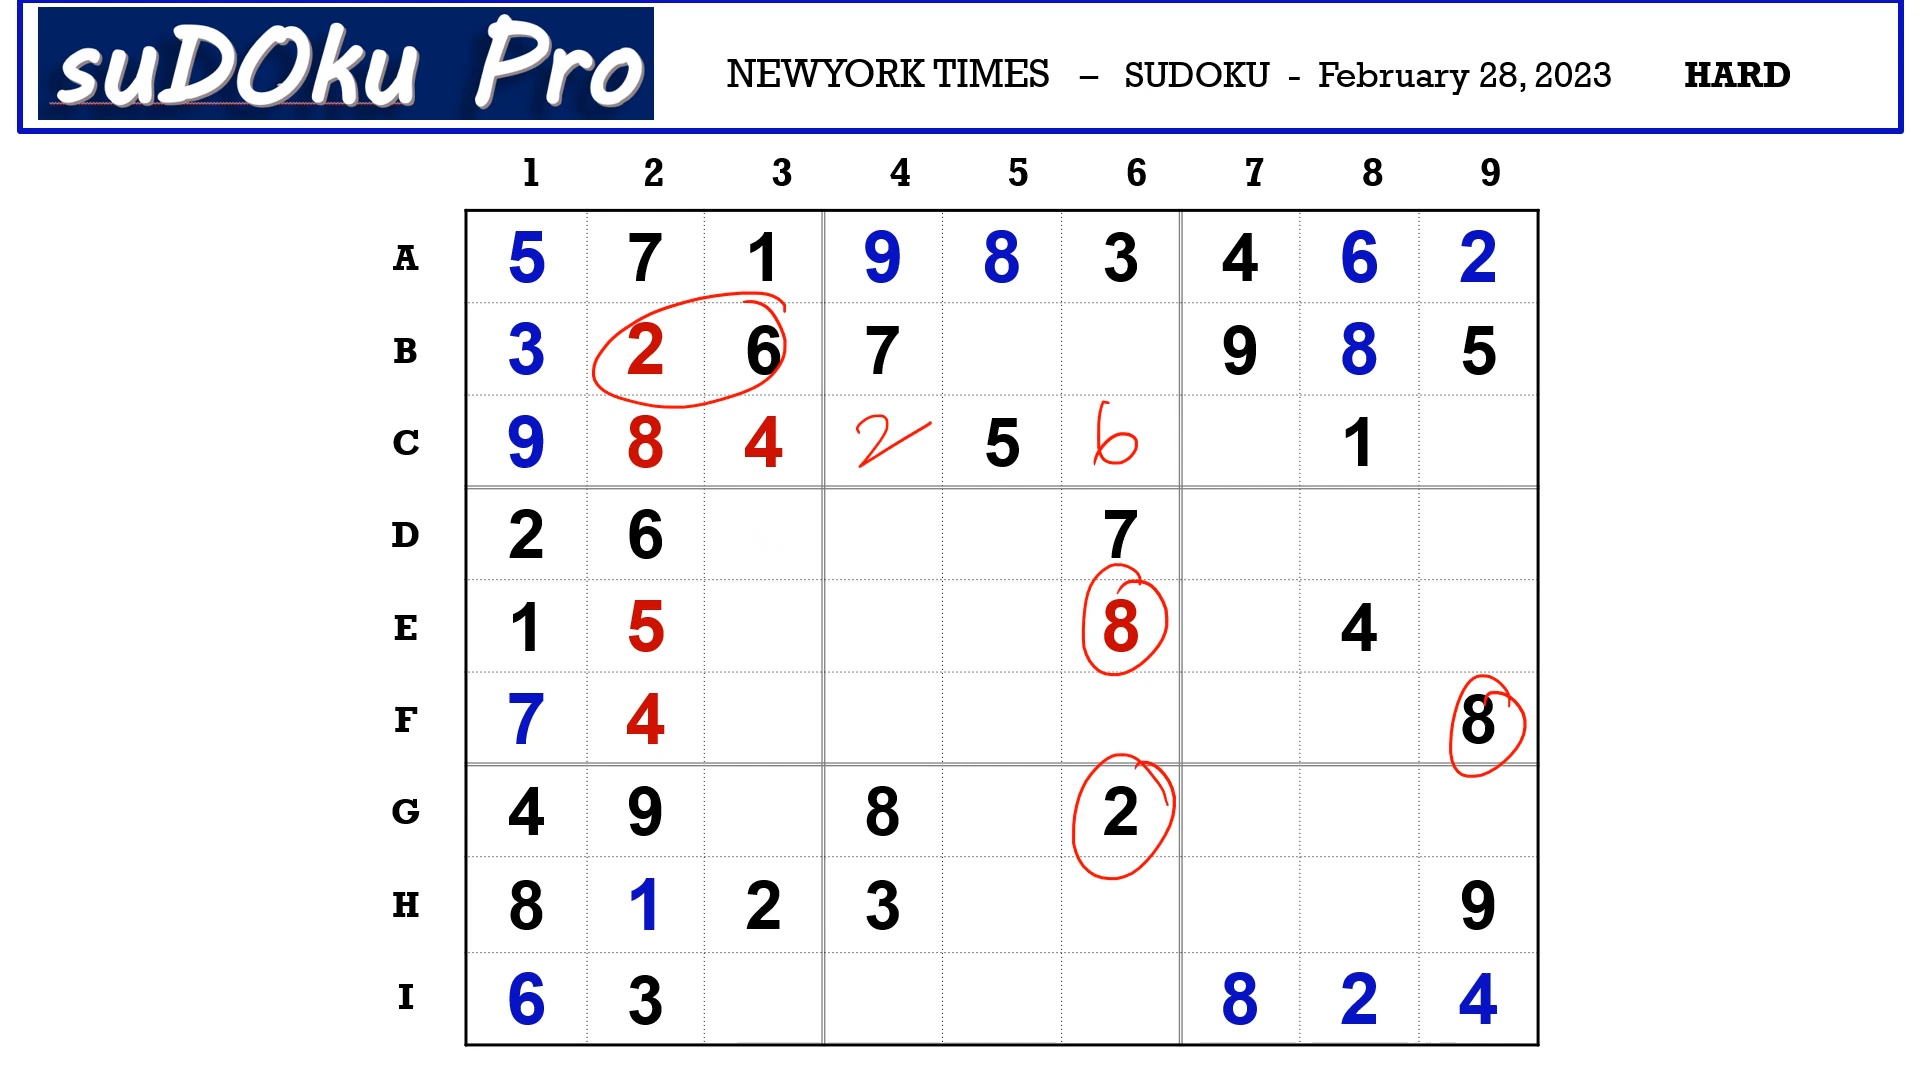 suDOku Pro
NEWYORK TIMES – SUDOKU - February 28, 2023 HARD
1 2 3 4 5 6 7 8 9
A 5 7 1 9 8 3 4 6 2
B 3 2 6 7 9 8 5
C 9 8 4 2 5 6 1
D 2 6 7
E 1 5 8 4
F 7 4 8
G 4 9 8 2
H 8 1 2 3 9
I 6 3 8 2 4